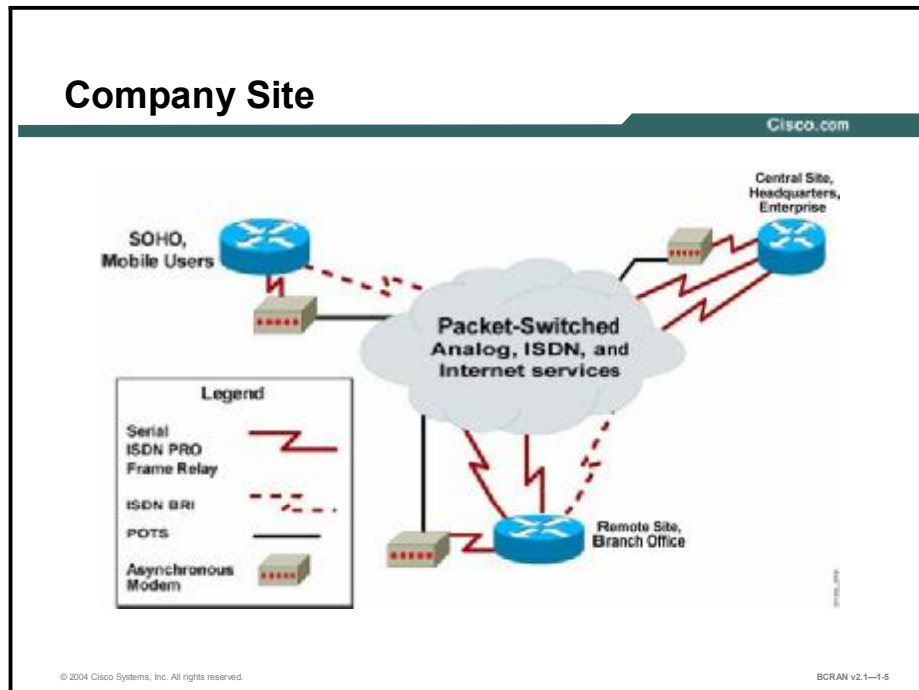 Company Site
Cisco.com
Central Site,
Headquarters,
Enterprise
SOHO,
Mobile Users
Packet-Switched
Analog, ISDN, and
Internet services
Legend
Serial
ISDN PRO
Frame Relay
ISDN BRI
POTS
Asynchronous
Modem
Remote Site,
Branch Office
© 2004 Cisco Systems, Inc. All rights reserved.
BCRAN v2.1—1-5